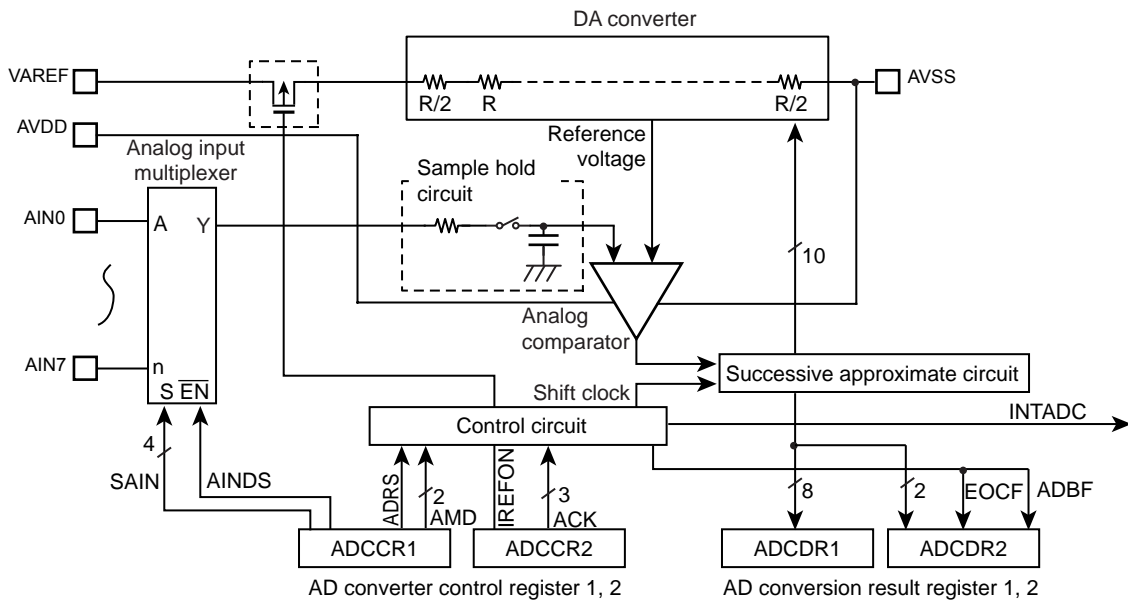 DA converter
VAREF
AVSS
R/2
R
R/2
AVDD
Analog input
multiplexer
Reference
voltage
Sample hold
circuit
AIN0
A
Y
10
Analog
comparator
AIN7
n
S EN
Successive approximate circuit
Shift clock
INTADC
Control circuit
4
SAIN
AINDS
ADRS
2
AMD
IREFON
3
ACK
8
2
EOCF
ADBF
ADCCR1
ADCCR2
ADCDR1
ADCDR2
AD converter control register 1, 2
AD conversion result register 1, 2